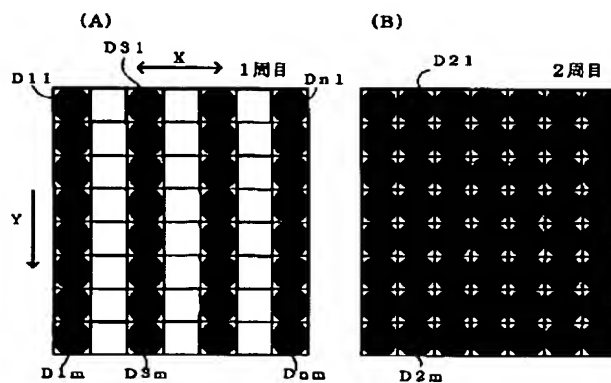 (A)
(B)
D31
X
1周目
D21
2周目
D11
Dn1
Y
D1m
D3m
Dnm
D2m